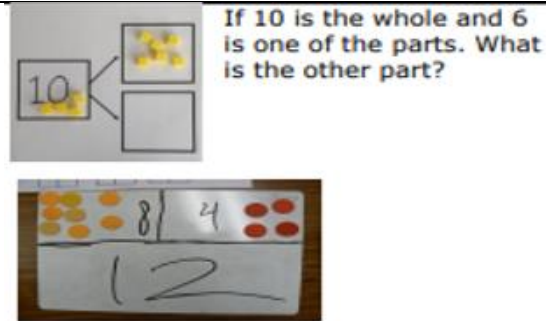 If 10 is the whole and 6
is one of the parts. What
is the other part?
10
8 4
12